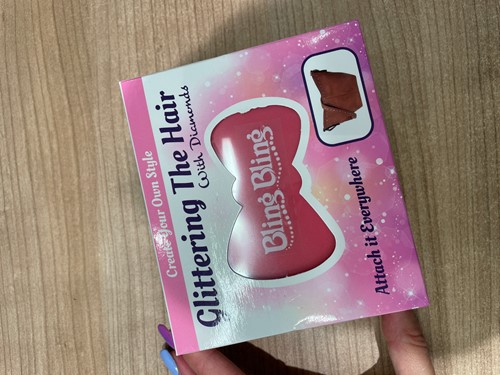 Create Your Own Style
Glittering The Hair
With Diamonds
Bling Bling
Attach it Everywhere